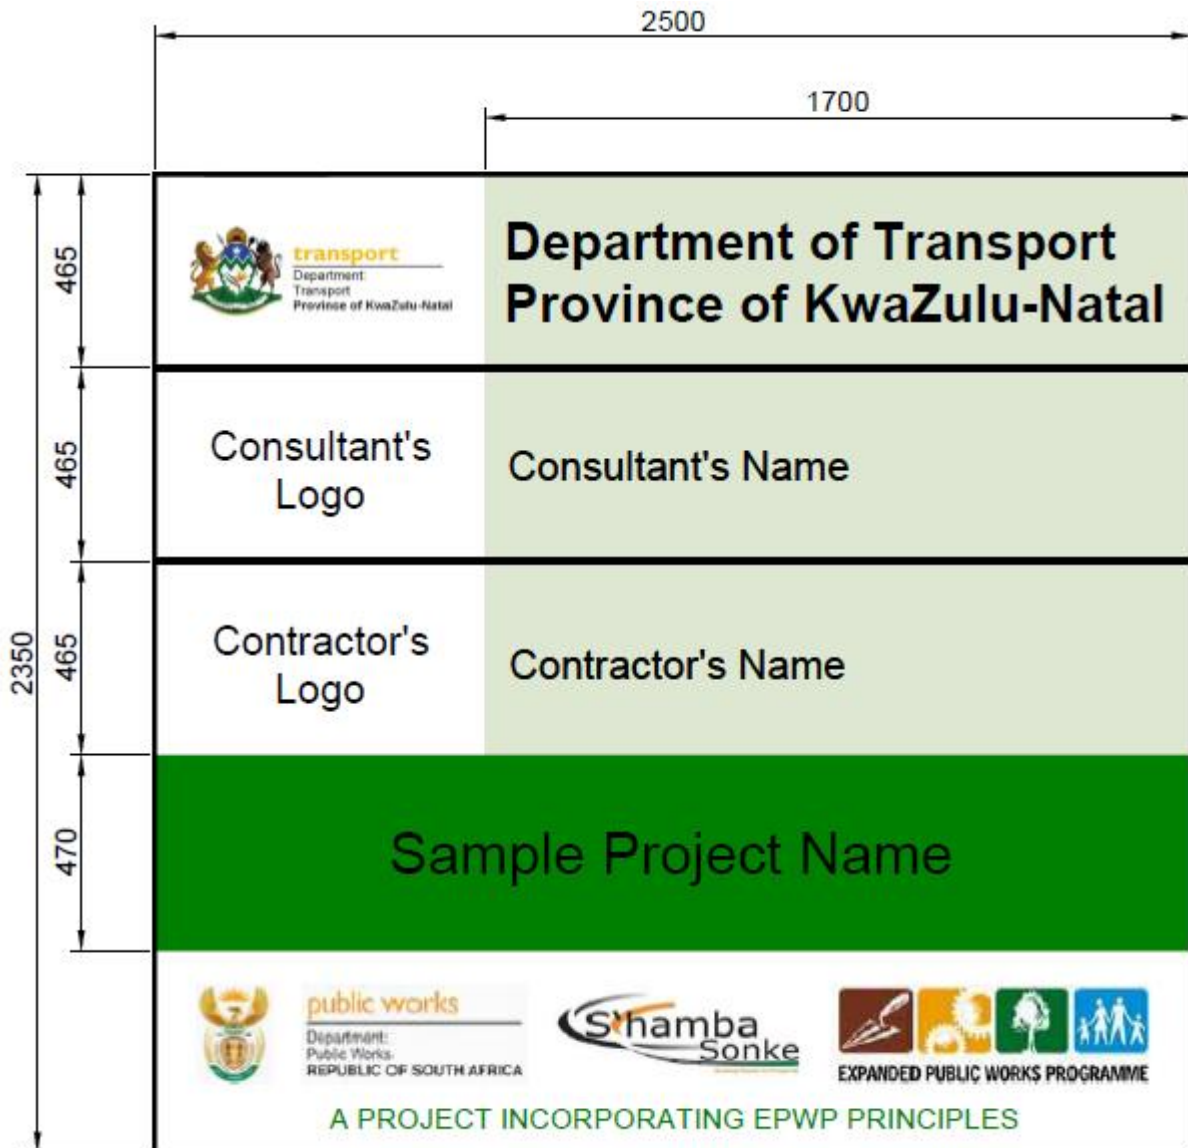 2500
1700
465
transport
Department:
Transport
Province of KwaZulu-Natal
Department of Transport
Province of KwaZulu-Natal
465
Consultant's
Logo
Consultant's Name
2350
465
Contractor's
Logo
Contractor's Name
470
Sample Project Name
public works
Department:
Public Works
REPUBLIC OF SOUTH AFRICA
S'hamba
Sonke
EXPANDED PUBLIC WORKS PROGRAMME
A PROJECT INCORPORATING EPWP PRINCIPLES